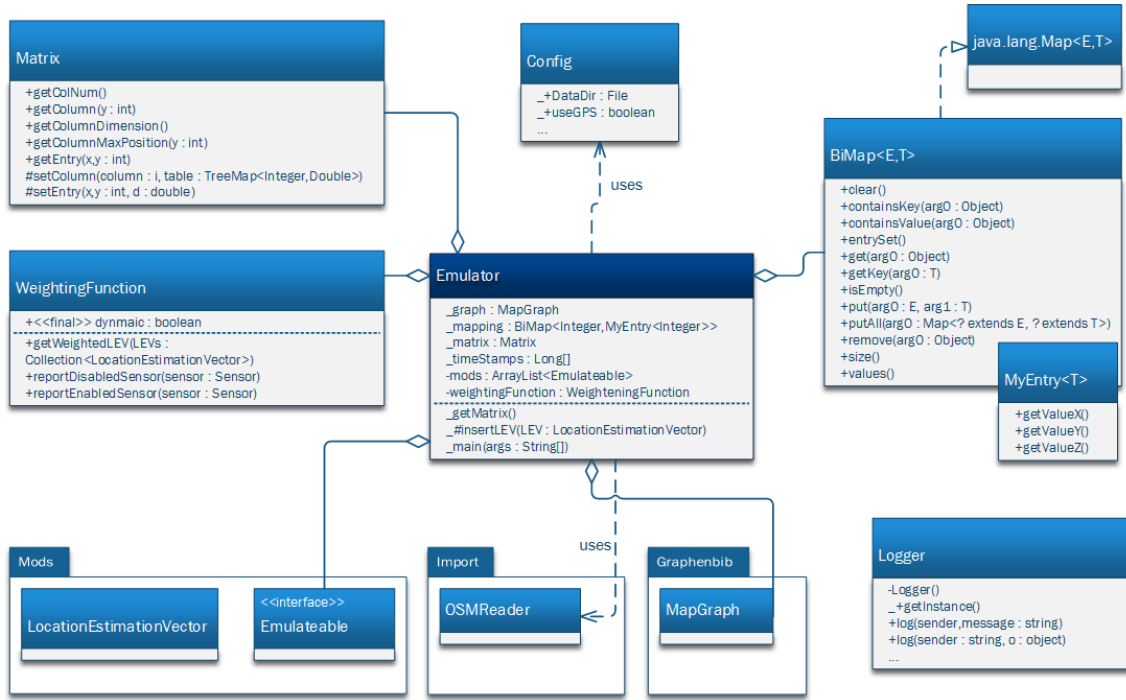 Matrix
+getColNum()
+getColumn(y : int)
+getColumnDimension()
+getColumnMaxPosition(y : int)
+getEntry(x,y : int)
#setColumn(column : i, table : TreeMap<Integer,Double>)
#setEntry(x,y : int, d : double)
Config
_+DataDir : File
_+useGPS : boolean
...
java.lang.Map<E,T>
BiMap<E,T>
+clear()
+containsKey(arg0 : Object)
+containsValue(arg0 : Object)
+entrySet()
+get(arg0 : Object)
+getKey(arg0 : T)
+isEmpty()
+put(arg0 : E, arg1 : T)
+putAll(arg0 : Map<? extends E, ? extends T>)
+remove(arg0 : Object)
+size()
+values()
MyEntry<T>
+getValueX()
+getValueY()
+getValueZ()
uses
WeightingFunction
+<<final>> dynmaic : boolean
+getWeightedLEV(LEVs :
Collection<LocationEstimationVector>)
+reportDisabledSensor(sensor : Sensor)
+reportEnabledSensor(sensor : Sensor)
Emulator
_graph : MapGraph
_mapping : BiMap<Integer,MyEntry<Integer>>
_matrix : Matrix
_timeStamps : Long[]
-mods : ArrayList<Emulateable>
-weightingFunction : WeighteningFunction
_getMatrix()
_#insertLEV(LEV : LocationEstimationVector)
_main(args : String[])
uses
Mods
LocationEstimationVector
<<interface>>
Emulateable
Import
OSMReader
Graphenbib
MapGraph
Logger
-Logger()
_+getInstance()
+log(sender,message : string)
+log(sender : string, o : object)
...